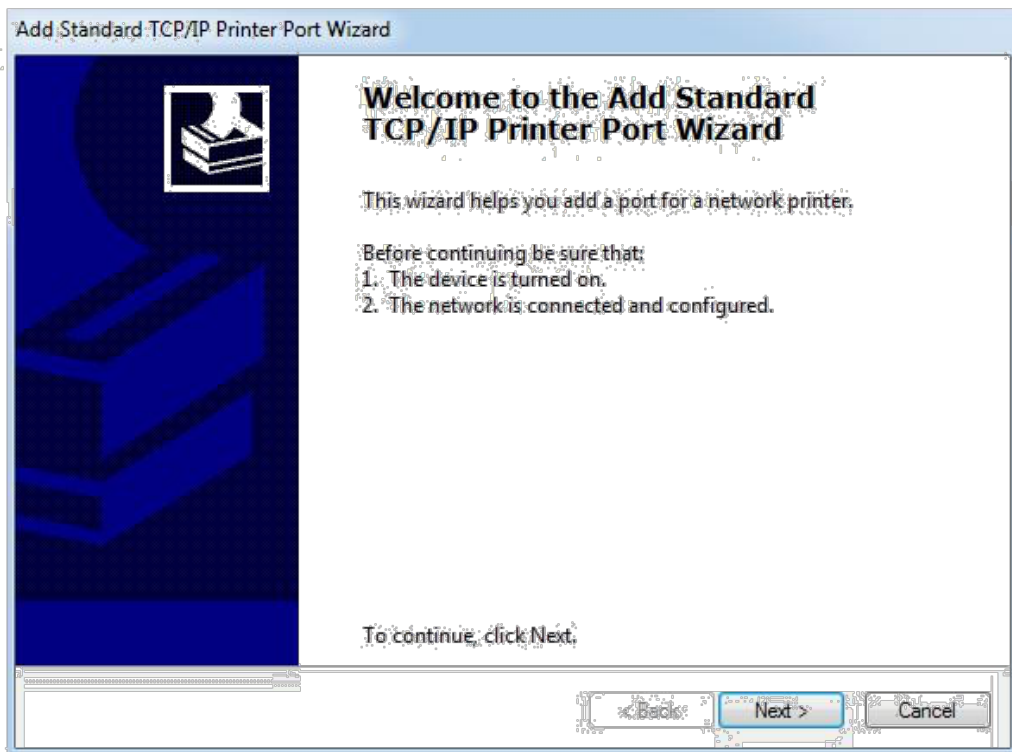 Add Standard TCP/IP Printer Port Wizard
Welcome to the Add Standard
TCP/IP Printer Port Wizard
This wizard helps you add a port for a network printer.
Before continuing be sure that:
1. The device is turned on.
2. The network is connected and configured.
To continue, click Next.
< Back
Next >
Cancel